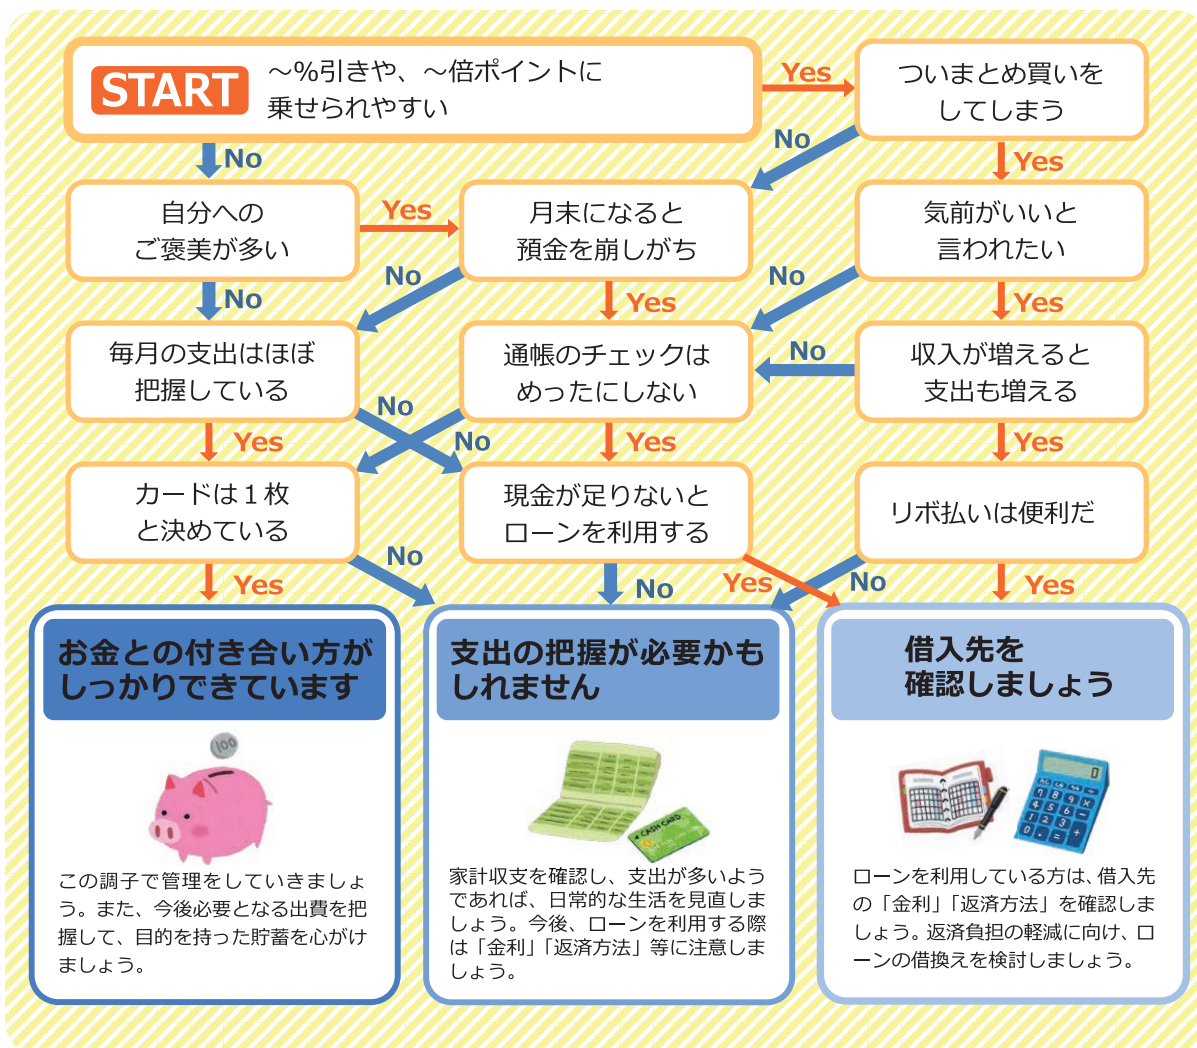 START
～%引きや、～倍ポイントに
乗せられやすい
Yes
ついまとめ買いを
してしまう
No
No
Yes
自分への
ご褒美が多い
Yes
月末になると
預金を崩しがち
気前がいいと
言われたい
No
No
Yes
No
Yes
毎月の支出はほぼ
把握している
通帳のチェックは
めったにしない
No
収入が増えると
支出も増える
No
Yes
No
Yes
Yes
カードは１枚
と決めている
現金が足りないと
ローンを利用する
リボ払いは便利だ
Yes
No
No
Yes
No
Yes
お金との付き合い方が
しっかりできています
100
この調子で管理をしていきましょ
う。また、今後必要となる出費を把
握して、目的を持った貯蓄を心がけ
ましょう。
支出の把握が必要かも
しれません
CASH CARD
家計収支を確認し、支出が多いよう
であれば、日常的な生活を見直しま
しょう。今後、ローンを利用する際
は「金利」「返済方法」等に注意しま
しょう。
借入先を
確認しましょう
0
7 8 9 ×
4 5 6 -
1 2 3 +
0 . =
ローンを利用している方は、借入先
の「金利」「返済方法」を確認しま
しょう。返済負担の軽減に向け、ロ
ーンの借換えを検討しましょう。